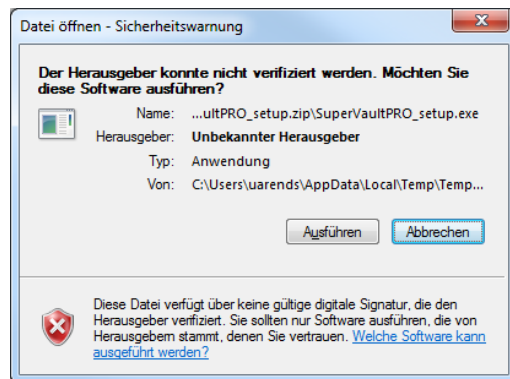 Datei öffnen - Sicherheitswarnung
Der Herausgeber konnte nicht verifiziert werden. Möchten Sie
diese Software ausführen?
Name: ...ultPRO_setup.zip\SuperVaultPRO_setup.exe
Herausgeber: Unbekannter Herausgeber
Typ: Anwendung
Von: C:\Users\uarends\AppData\Local\Temp\Temp...
Ausführen Abbrechen
Diese Datei verfügt über keine gültige digitale Signatur, die den
Herausgeber verifiziert. Sie sollten nur Software ausführen, die von
Herausgebern stammt, denen Sie vertrauen. Welche Software kann
ausgeführt werden?